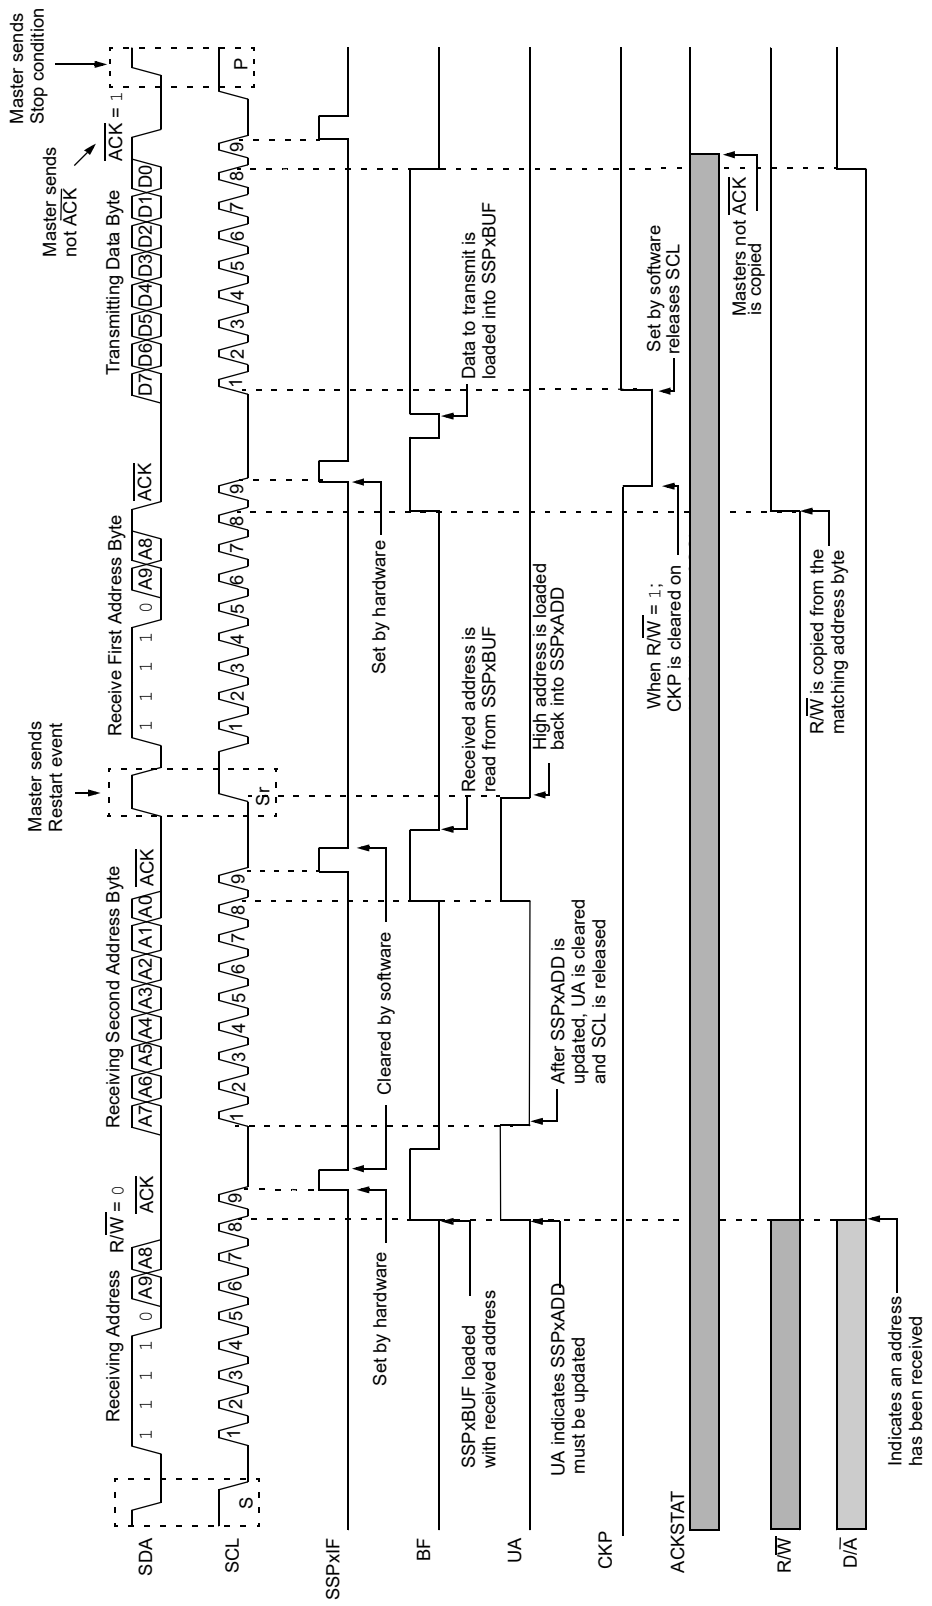 Master sends
Stop condition
Master sends
not ACK
Master sends
Restart event
Receiving Address R/W = 0
Receiving Second Address Byte
Receive First Address Byte
Transmitting Data Byte
ACK = 1
SDA
1 1 1 1 0 A9 A8 ACK
A7 A6 A5 A4 A3 A2 A1 A0 ACK
1 1 1 1 0 A9 A8 ACK
D7 D6 D5 D4 D3 D2 D1 D0
SCL
S
1 2 3 4 5 6 7 8 9
1 2 3 4 5 6 7 8 9
Sr
1 2 3 4 5 6 7 8 9
1 2 3 4 5 6 7 8 9
P
SSPxIF
Set by hardware
Cleared by software
Set by hardware
BF
SSPxBUF loaded
with received address
Received address is
read from SSPxBUF
Data to transmit is
loaded into SSPxBUF
UA
UA indicates SSPxADD
must be updated
After SSPxADD is
updated, UA is cleared
and SCL is released
High address is loaded
back into SSPxADD
CKP
When R/W = 1;
CKP is cleared on
Set by software
releases SCL
ACKSTAT
Masters not ACK
is copied
R/W
R/W is copied from the
matching address byte
D/A
Indicates an address
has been received